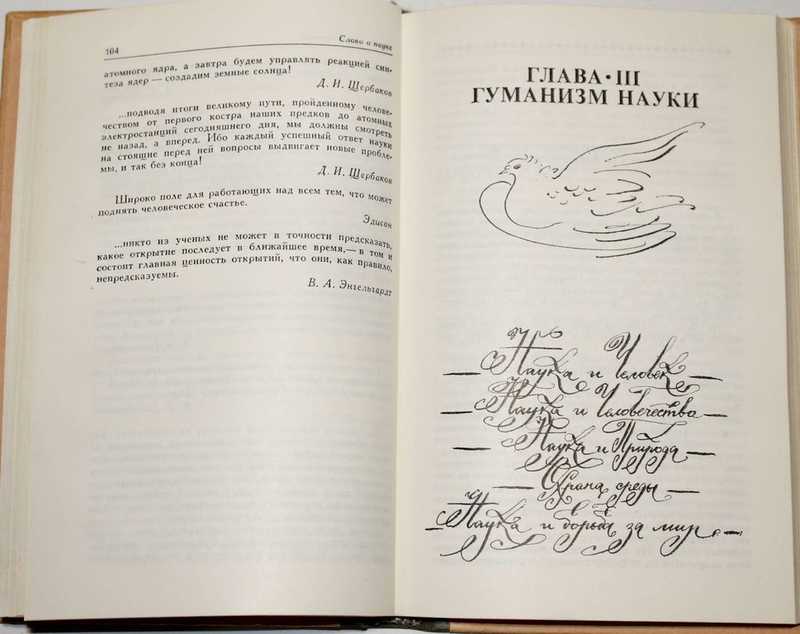 104
Слово о науке
атомного ядра, а завтра будем управлять реакцией син-
теза ядер — создадим земные солнца!
Д. И. Щербаков
...подводя итоги великому пути, пройденному челове-
чеством от первого костра наших предков до атомных
электростанций сегодняшнего дня, мы должны смотреть
не назад, а вперед. Ибо каждый успешный ответ науки
на стоящие перед ней вопросы выдвигает новые пробле-
мы, и так без конца!
Д. И. Щербаков
Широко поле для работающих над всем тем, что может
поднять человеческое счастье.
Эдисон
...никто из ученых не может в точности предсказать,
какое открытие последует в ближайшее время,— в том и
состоит главная ценность открытий, что они, как правило,
непредсказуемы.
В. А. Энгельгардт
ГЛАВА·III
ГУМАНИЗМ НАУКИ
— Наука и Человек —
— Наука и Человечество —
— Наука и Природа —
— Охрана среды —
— Наука и борьба за мир —